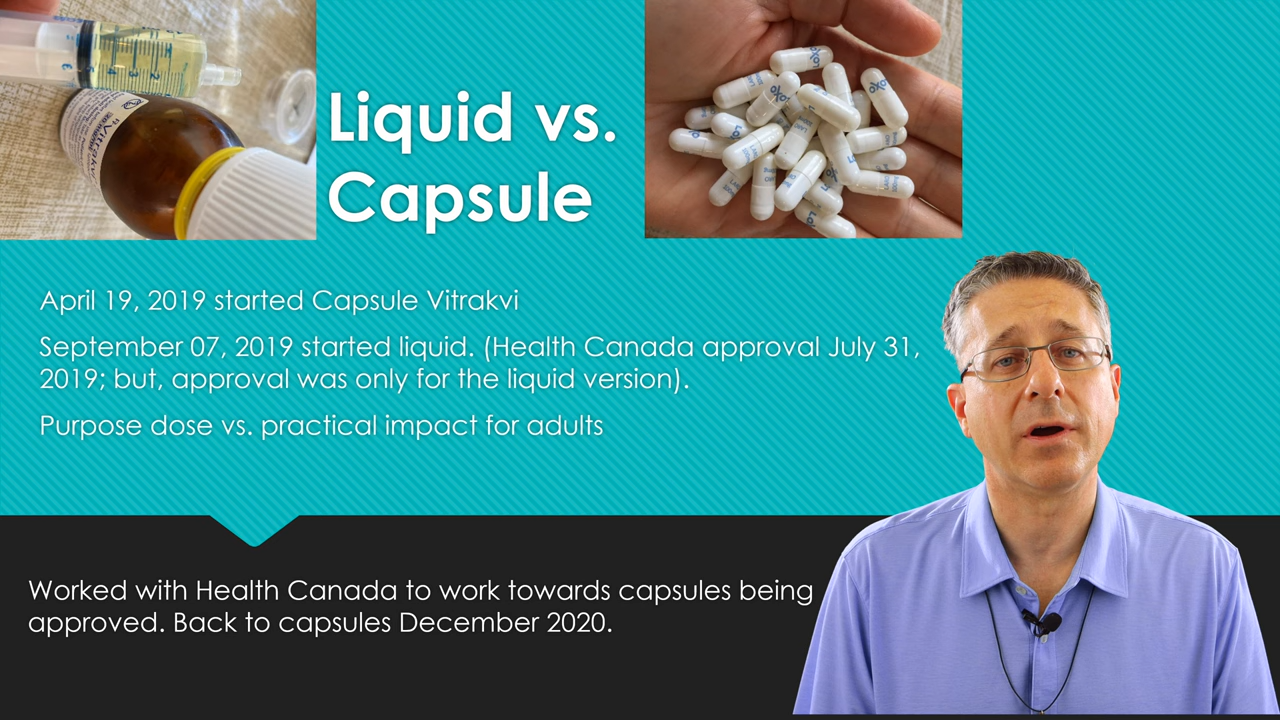 Liquid vs.
Capsule
April 19, 2019 started Capsule Vitrakvi
September 07, 2019 started liquid. (Health Canada approval July 31,
2019; but, approval was only for the liquid version).
Purpose dose vs. practical impact for adults
Worked with Health Canada to work towards capsules being
approved. Back to capsules December 2020.
Vitrakvi